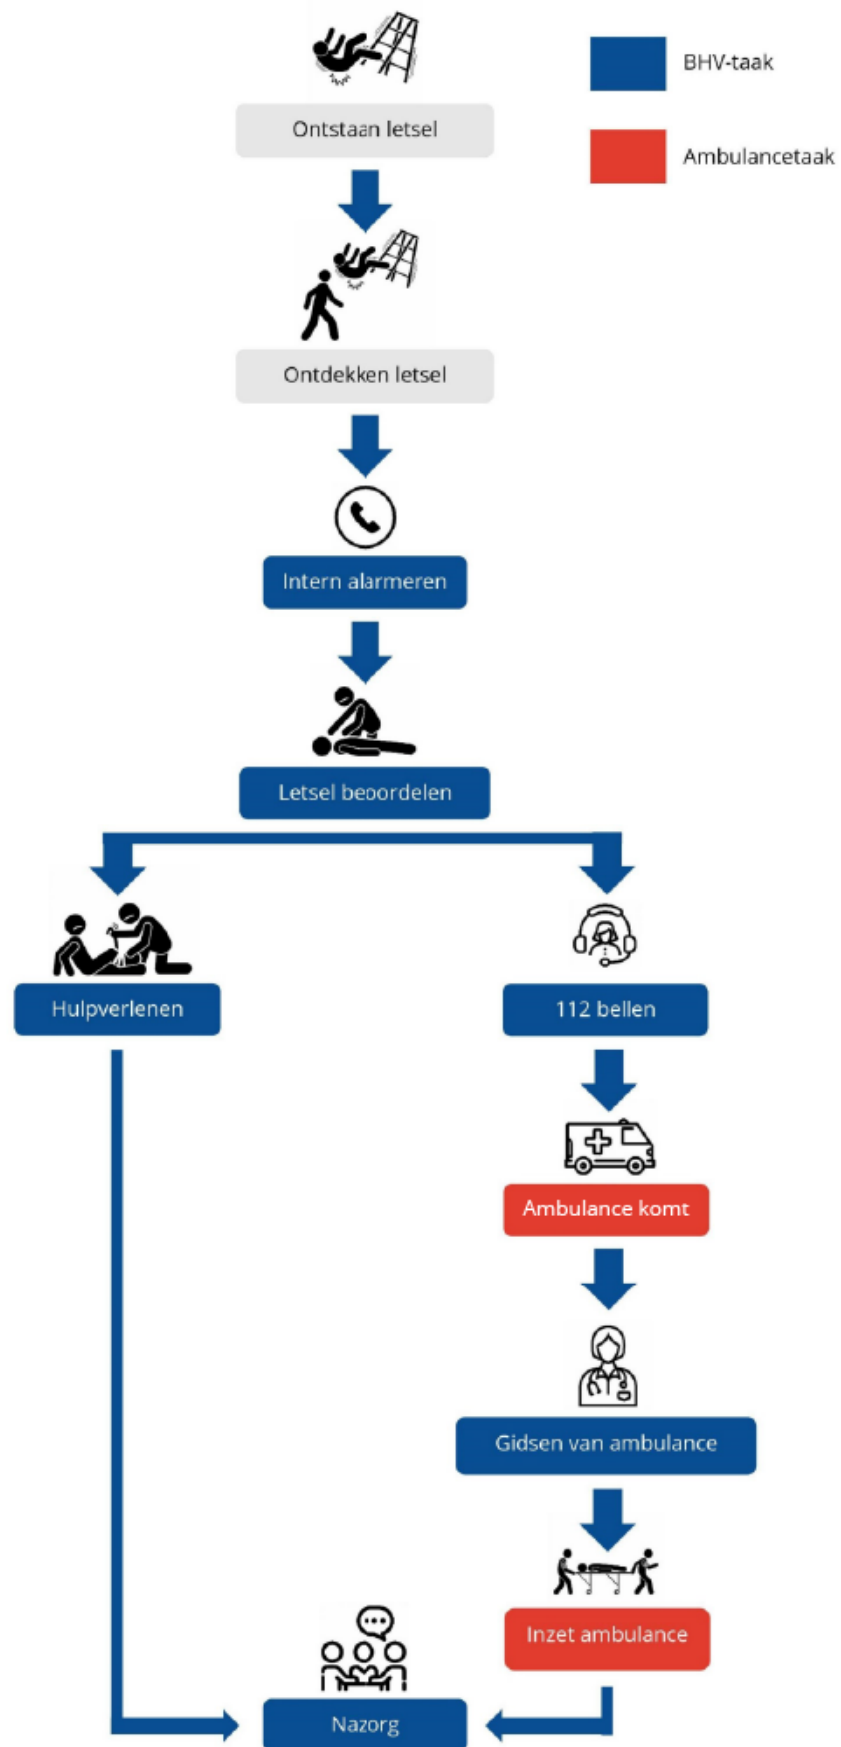 BHV-taak
Ambulancetaak
Ontstaan letsel
Ontdekken letsel
Intern alarmeren
Letsel beoordelen
Hulpverlenen
112 bellen
Ambulance komt
Gidsen van ambulance
Inzet ambulance
Nazorg